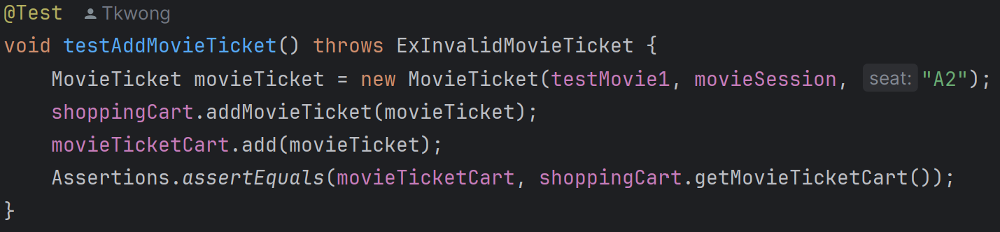 @Test Tkwong
void testAddMovieTicket() throws ExInvalidMovieTicket {
MovieTicket movieTicket = new MovieTicket(testMovie1, movieSession, seat: "A2");
shoppingCart.addMovieTicket(movieTicket);
movieTicketCart.add(movieTicket);
Assertions.assertEquals(movieTicketCart, shoppingCart.getMovieTicketCart());
}